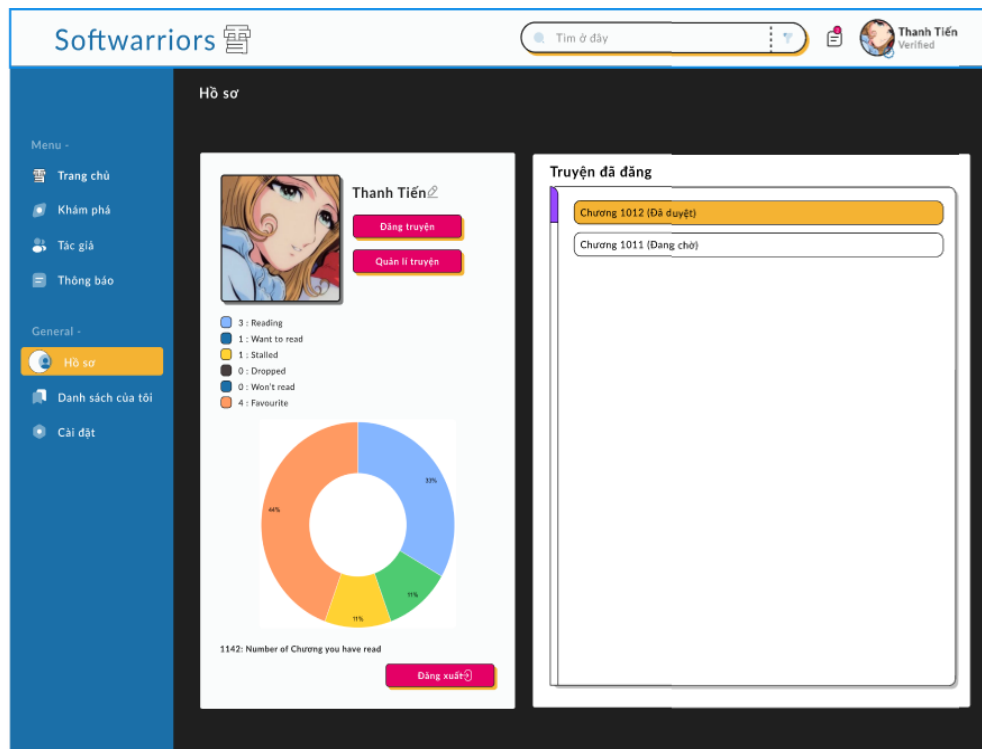 Softwarriors 雪
Tìm ở đây
Thanh Tiến
Verified
Hồ sơ
Menu -
Trang chủ
Khám phá
Tác giả
Thông báo
General -
Hồ sơ
Danh sách của tôi
Cài đặt
Thanh Tiến
Đăng truyện
Quản lí truyện
3 : Reading
1 : Want to read
1 : Stalled
0 : Dropped
0 : Won't read
4 : Favourite
33%
44%
11%
11%
1142: Number of Chương you have read
Đăng xuất
Truyện đã đăng
Chương 1012 (Đã duyệt)
Chương 1011 (Đang chờ)